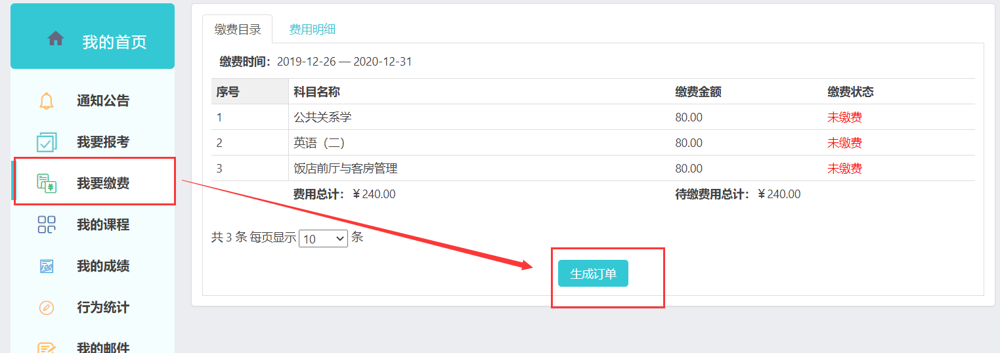 我的首页
通知公告
我要报考
我要缴费
我的课程
我的成绩
100
行为统计
我的邮件
缴费目录 费用明细
缴费时间：2019-12-26 — 2020-12-31
序号 科目名称 缴费金额 缴费状态
1 公共关系学 80.00 未缴费
2 英语（二） 80.00 未缴费
3 饭店前厅与客房管理 80.00 未缴费
费用总计：￥240.00 待缴费用总计：￥240.00
共 3 条 每页显示 10 条
生成订单